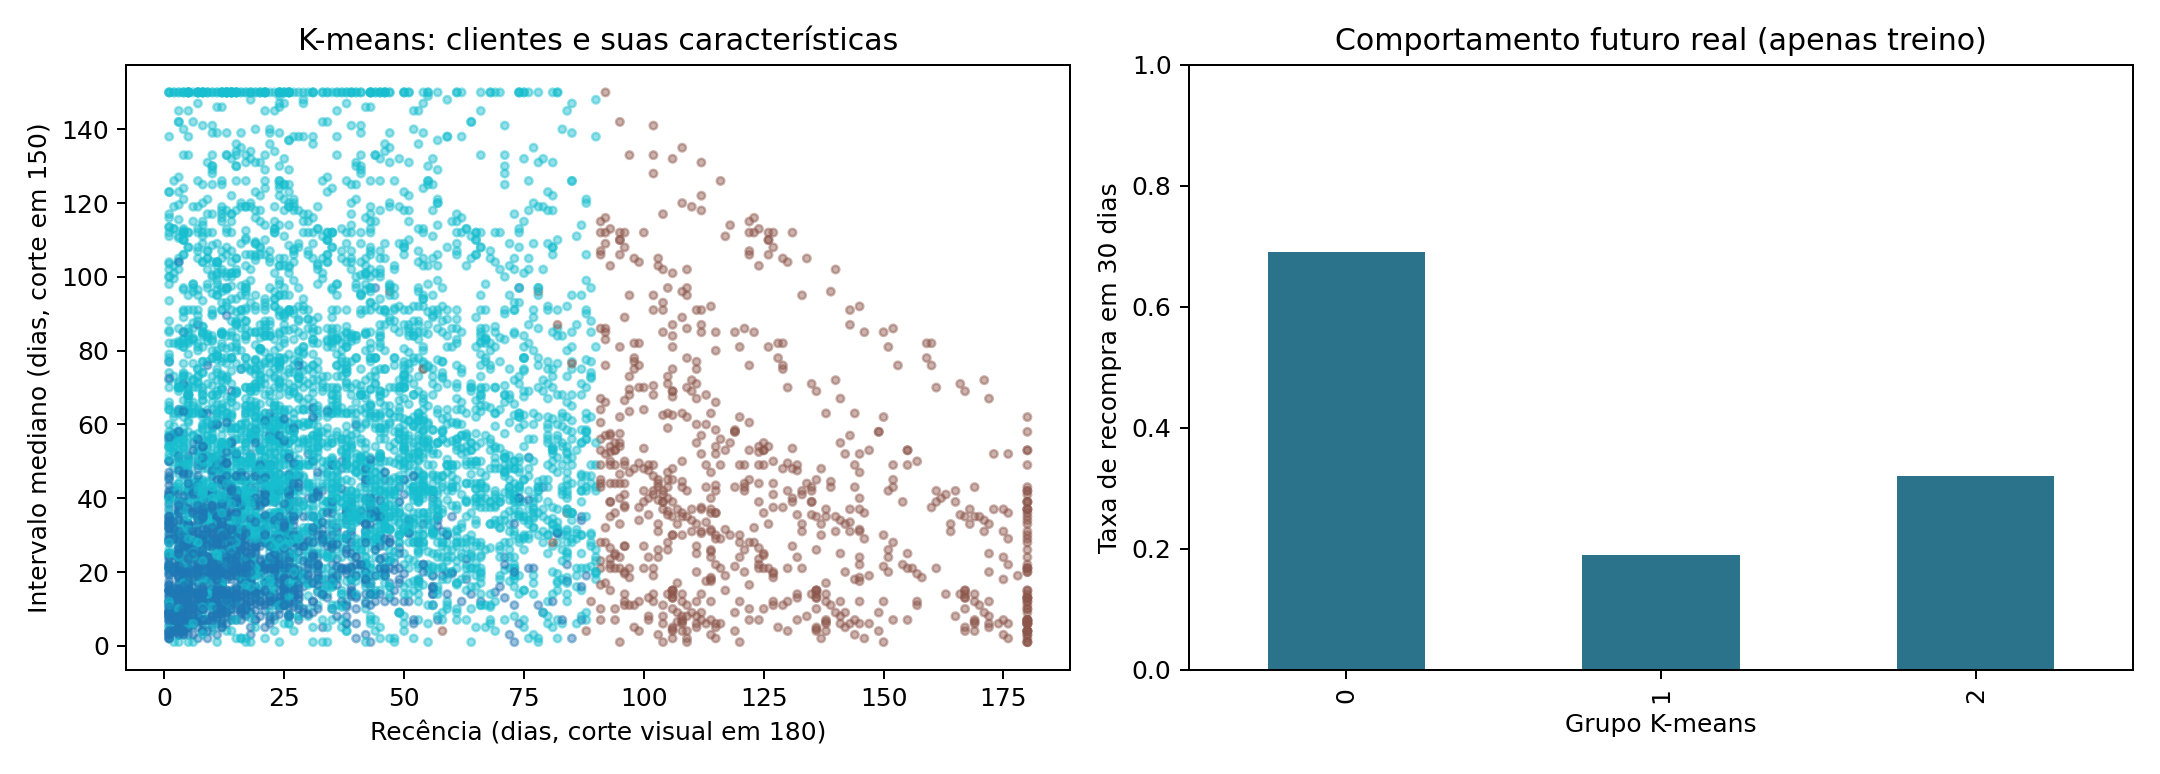 K-means: clientes e suas características
Intervalo mediano (dias, corte em 150)
140
120
100
80
60
40
20
0
0 25 50 75 100 125 150 175
Recência (dias, corte visual em 180)
Comportamento futuro real (apenas treino)
Taxa de recompra em 30 dias
1.0
0.8
0.6
0.4
0.2
0.0
0 1 2
Grupo K-means